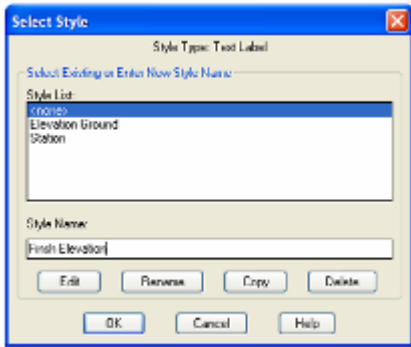 Select Style
Style Type: Text Label
Select Existing or Enter New Style Name
Style List:
<none>
Elevation Ground
Station
Style Name:
Finsh Elevation
Edit Rename Copy Delete
OK Cancel Help